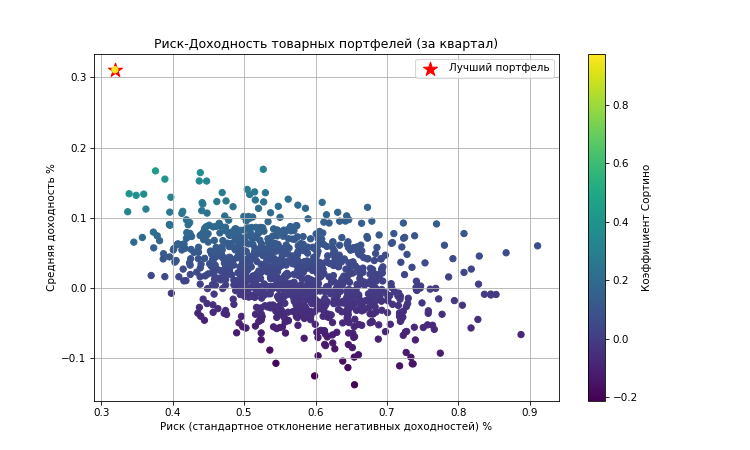 Риск-Доходность товарных портфелей (за квартал)
Лучший портфель
Средняя доходность %
0.3
0.2
0.1
0.0
−0.1
0.3 0.4 0.5 0.6 0.7 0.8 0.9
Риск (стандартное отклонение негативных доходностей) %
0.8
0.6
0.4
0.2
0.0
−0.2
Коэффициент Сортино